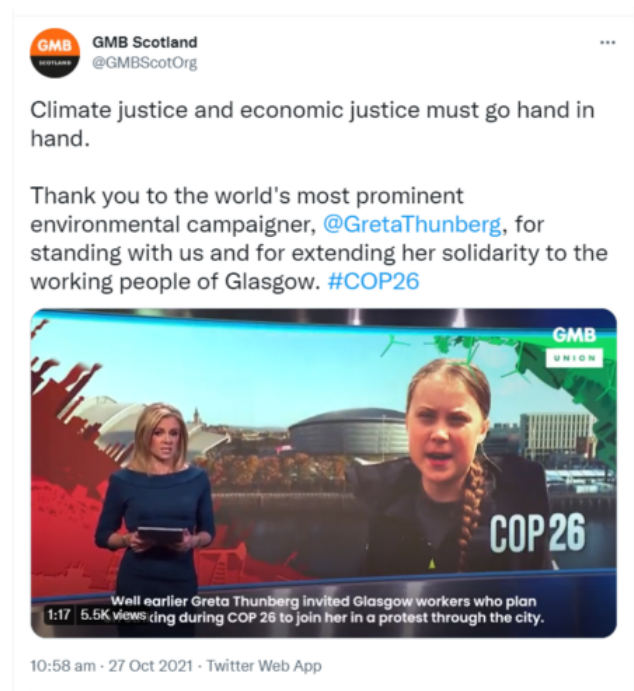 GMB
SCOTLAND
GMB Scotland
@GMBScotOrg
Climate justice and economic justice must go hand in
hand.
Thank you to the world's most prominent
environmental campaigner, @GretaThunberg, for
standing with us and for extending her solidarity to the
working people of Glasgow. #COP26
GMB
UNION
COP26
Well earlier Greta Thunberg invited Glasgow workers who plan
king during COP 26 to join her in a protest through the city.
1:17 5.5K views
10:58 am · 27 Oct 2021 · Twitter Web App